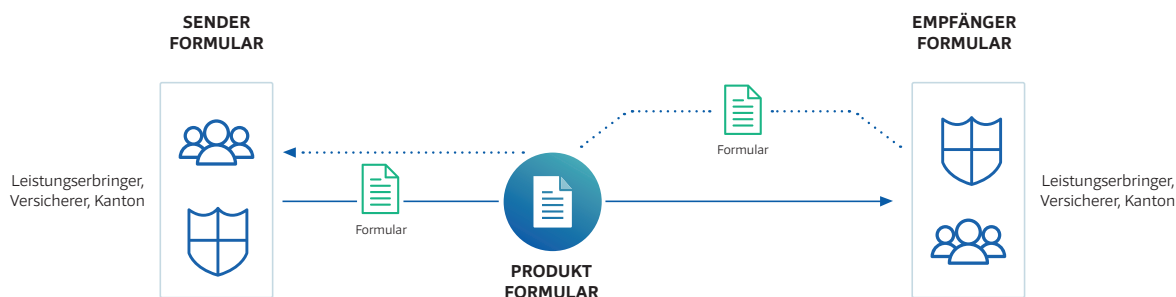 SENDER
FORMULAR
EMPFÄNGER
FORMULAR
Formular
Leistungserbringer,
Versicherer, Kanton
Leistungserbringer,
Versicherer, Kanton
Formular
PRODUKT
FORMULAR